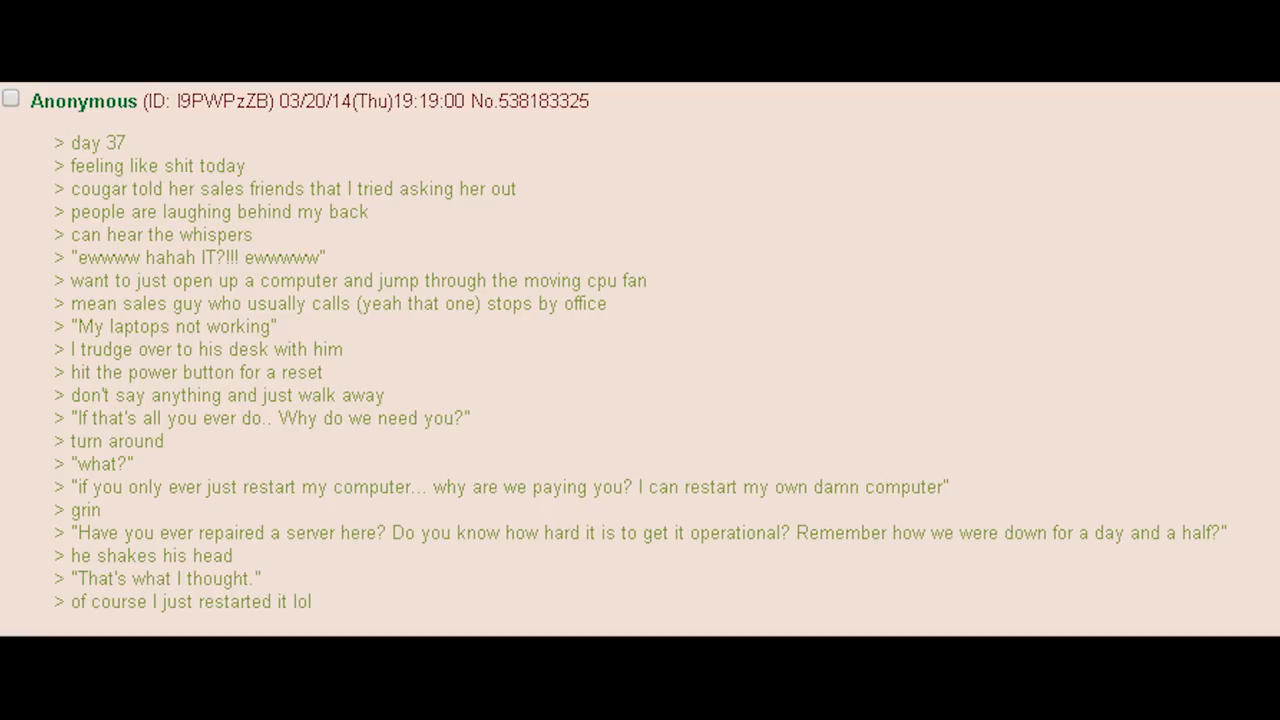 Anonymous (ID: I9PWPzZB) 03/20/14(Thu)19:19:00 No.538183325
> day 37
> feeling like shit today
> cougar told her sales friends that I tried asking her out
> people are laughing behind my back
> can hear the whispers
> "ewwww hahah IT?!!! ewwwww"
> want to just open up a computer and jump through the moving cpu fan
> mean sales guy who usually calls (yeah that one) stops by office
> "My laptops not working"
> I trudge over to his desk with him
> hit the power button for a reset
> don't say anything and just walk away
> "If that's all you ever do.. Why do we need you?"
> turn around
> "what?"
> "if you only ever just restart my computer... why are we paying you? I can restart my own damn computer"
> grin
> "Have you ever repaired a server here? Do you know how hard it is to get it operational? Remember how we were down for a day and a half?"
> he shakes his head
> "That's what I thought."
> of course I just restarted it lol